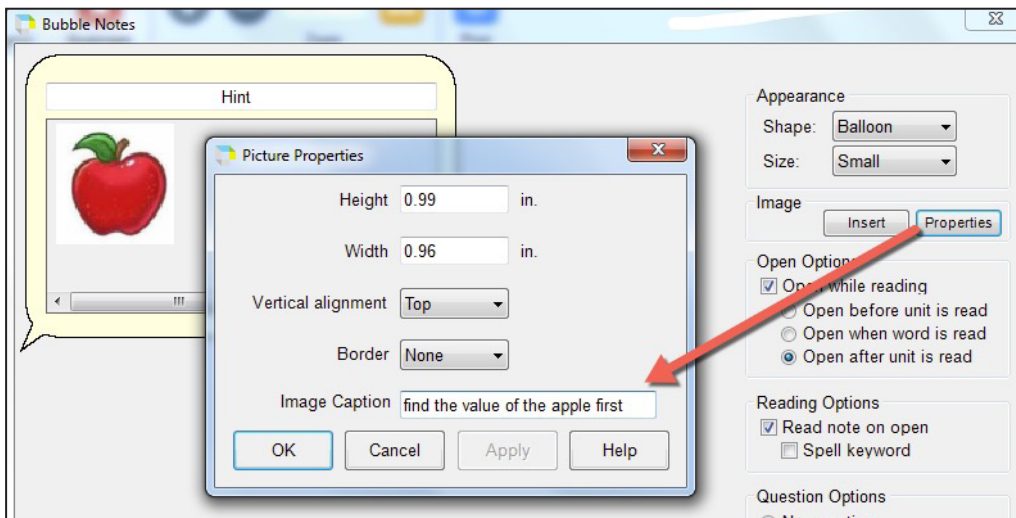 Bubble Notes
Hint
Picture Properties
Height 0.99 in.
Width 0.96 in.
Vertical alignment Top
Border None
Image Caption find the value of the apple first
OK Cancel Apply Help
Appearance
Shape: Balloon
Size: Small
Image
Insert Properties
Open Options
Open while reading
Open before unit is read
Open when word is read
Open after unit is read
Reading Options
Read note on open
Spell keyword
Question Options